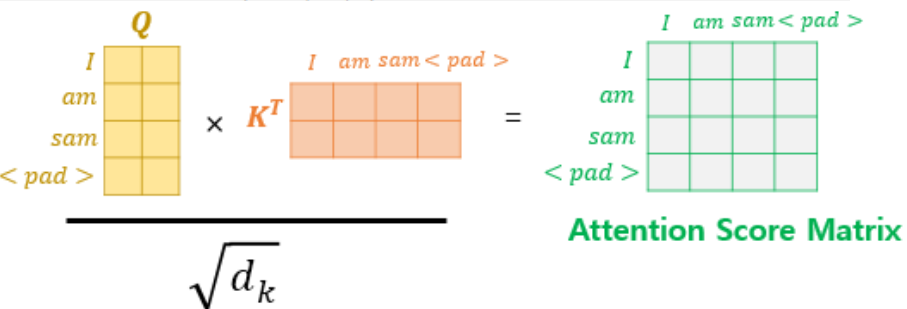 Q
I am sam < pad >
I
am
sam
< pad >
×
K^T
I am sam < pad >
=
I
am
sam
< pad >
Attention Score Matrix
√d_k